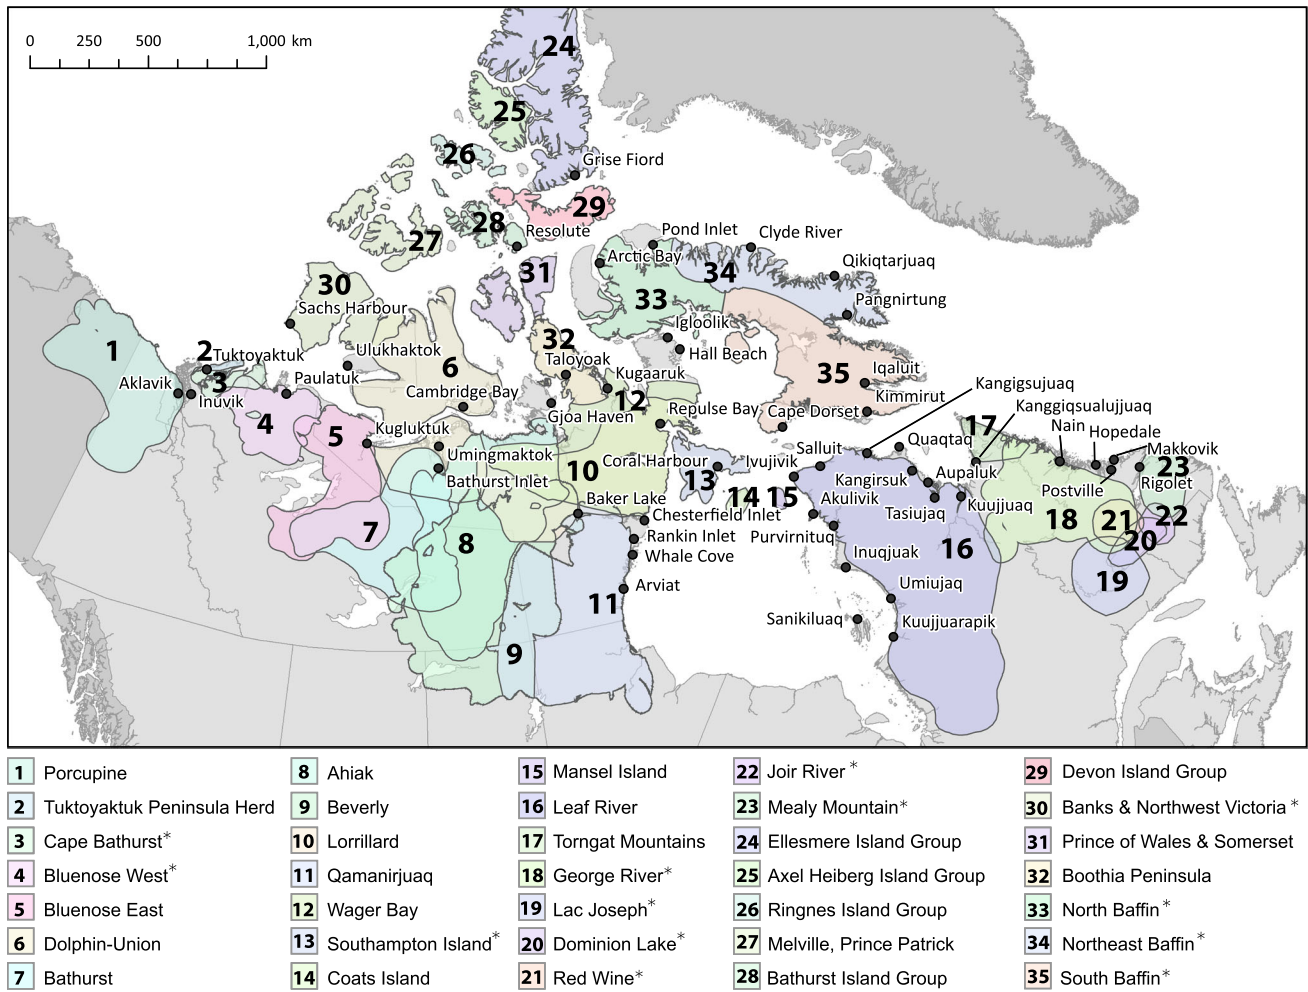 0 250 500 1,000 km
24
25
26
Grise Fiord
29
28
27
Resolute
Pond Inlet
Clyde River
Arctic Bay
31
34
Qikiqtarjuaq
30
33
Pangnirtung
Sachs Harbour
Igloolik
1
2
Tuktoyaktuk
Ulukhaktok
32
Hall Beach
Taloyoak
3
6
Iqaluit
35
Aklavik
Paulatuk
Kugaaruk
Kangigsujuaq
Inuvik
Cambridge Bay
12
Kimmirut
Kanggiqsualujjuaq
4
Gjoa Haven
Repulse Bay
Cape Dorset
17
Nain
5
Kugluktuk
Hopedale
Quaqtaq
Salluit
Makkovik
Umingmaktok
Coral Harbour
Ivujivik
23
10
13
Aupaluk
Bathurst Inlet
Kangirsuk
Rigolet
14
15
Akulivik
Postville
Baker Lake
Kuujjuaq
Tasiujaq
Chesterfield Inlet
18
21
22
7
Rankin Inlet
Purvirnituq
8
20
Whale Cove
Inuqjuak
16
19
Arviat
Umiujaq
11
Sanikiluaq
Kuujjuarapik
9
1 Porcupine
2 Tuktoyaktuk Peninsula Herd
3 Cape Bathurst*
4 Bluenose West*
5 Bluenose East
6 Dolphin-Union
7 Bathurst
8 Ahiak
9 Beverly
10 Lorrillard
11 Qamanirjuaq
12 Wager Bay
13 Southampton Island*
14 Coats Island
15 Mansel Island
16 Leaf River
17 Torngat Mountains
18 George River*
19 Lac Joseph*
20 Dominion Lake*
21 Red Wine*
22 Joir River *
23 Mealy Mountain*
24 Ellesmere Island Group
25 Axel Heiberg Island Group
26 Ringnes Island Group
27 Melville, Prince Patrick
28 Bathurst Island Group
29 Devon Island Group
30 Banks & Northwest Victoria *
31 Prince of Wales & Somerset
32 Boothia Peninsula
33 North Baffin*
34 Northeast Baffin*
35 South Baffin*